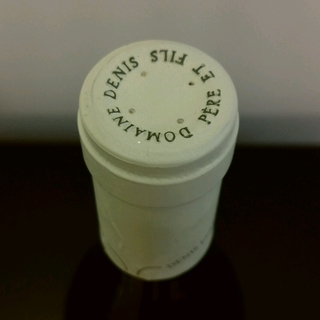 DOMAINE DENIS PÈRE ET FILS